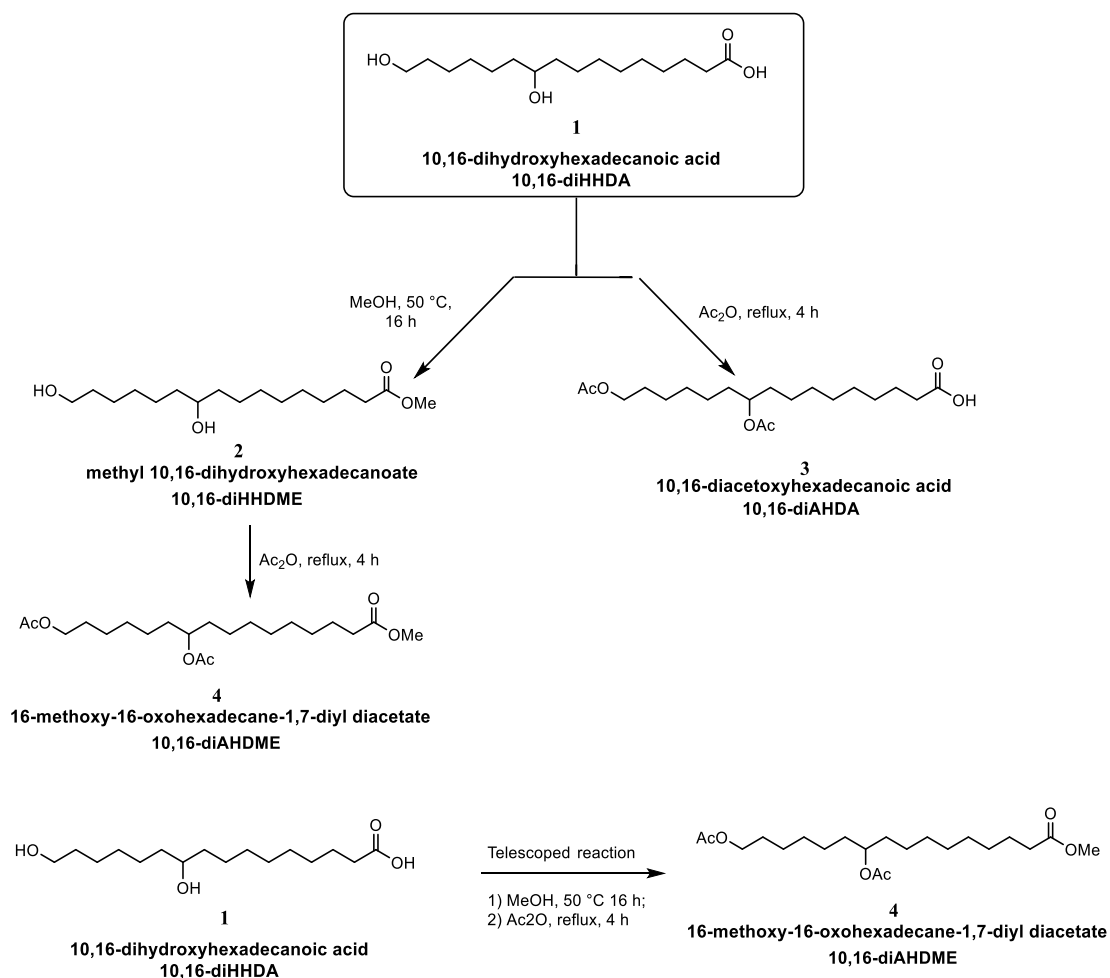 HO
O
OH
OH
1
10,16-dihydroxyhexadecanoic acid
10,16-diHHDA
MeOH, 50 °C,
16 h
Ac₂O, reflux, 4 h
HO
O
OMe
OH
2
methyl 10,16-dihydroxyhexadecanoate
10,16-diHHDME
AcO
O
OH
OAc
3
10,16-diacetoxyhexadecanoic acid
10,16-diAHDA
Ac₂O, reflux, 4 h
AcO
O
OMe
OAc
4
16-methoxy-16-oxohexadecane-1,7-diyl diacetate
10,16-diAHDME
HO
O
OH
OH
1
10,16-dihydroxyhexadecanoic acid
10,16-diHHDA
Telescoped reaction
1) MeOH, 50 °C 16 h;
2) Ac2O, reflux, 4 h
AcO
O
OMe
OAc
4
16-methoxy-16-oxohexadecane-1,7-diyl diacetate
10,16-diAHDME